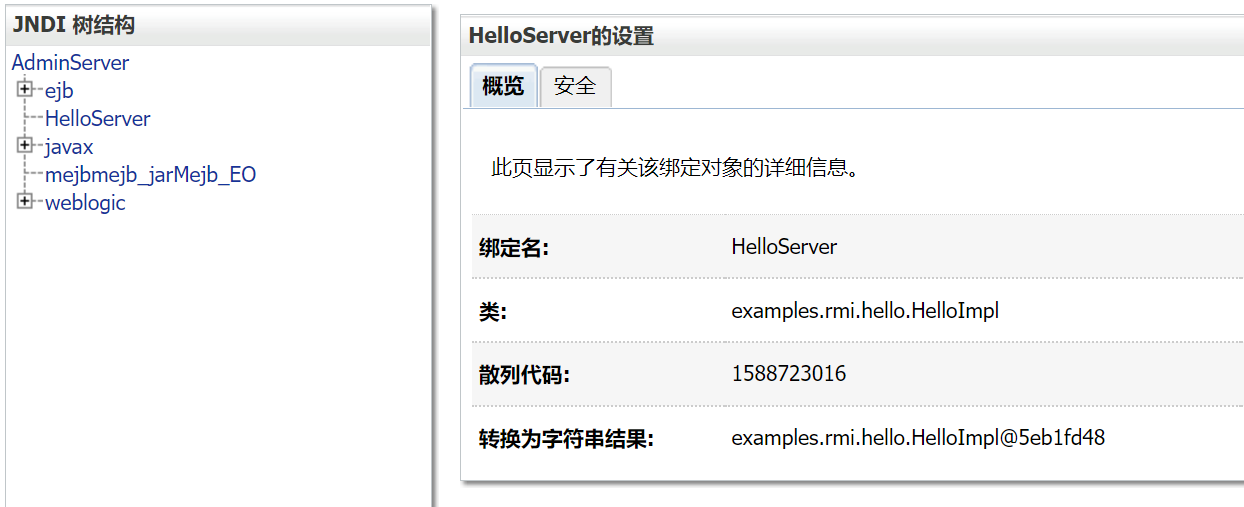 JNDI 树结构
AdminServer
ejb
HelloServer
javax
mejbmejb_jarMejb_EO
weblogic
HelloServer的设置
概览 安全
此页显示了有关该绑定对象的详细信息。
绑定名: HelloServer
类: examples.rmi.hello.HelloImpl
散列代码: 1588723016
转换为字符串结果: examples.rmi.hello.HelloImpl@5eb1fd48